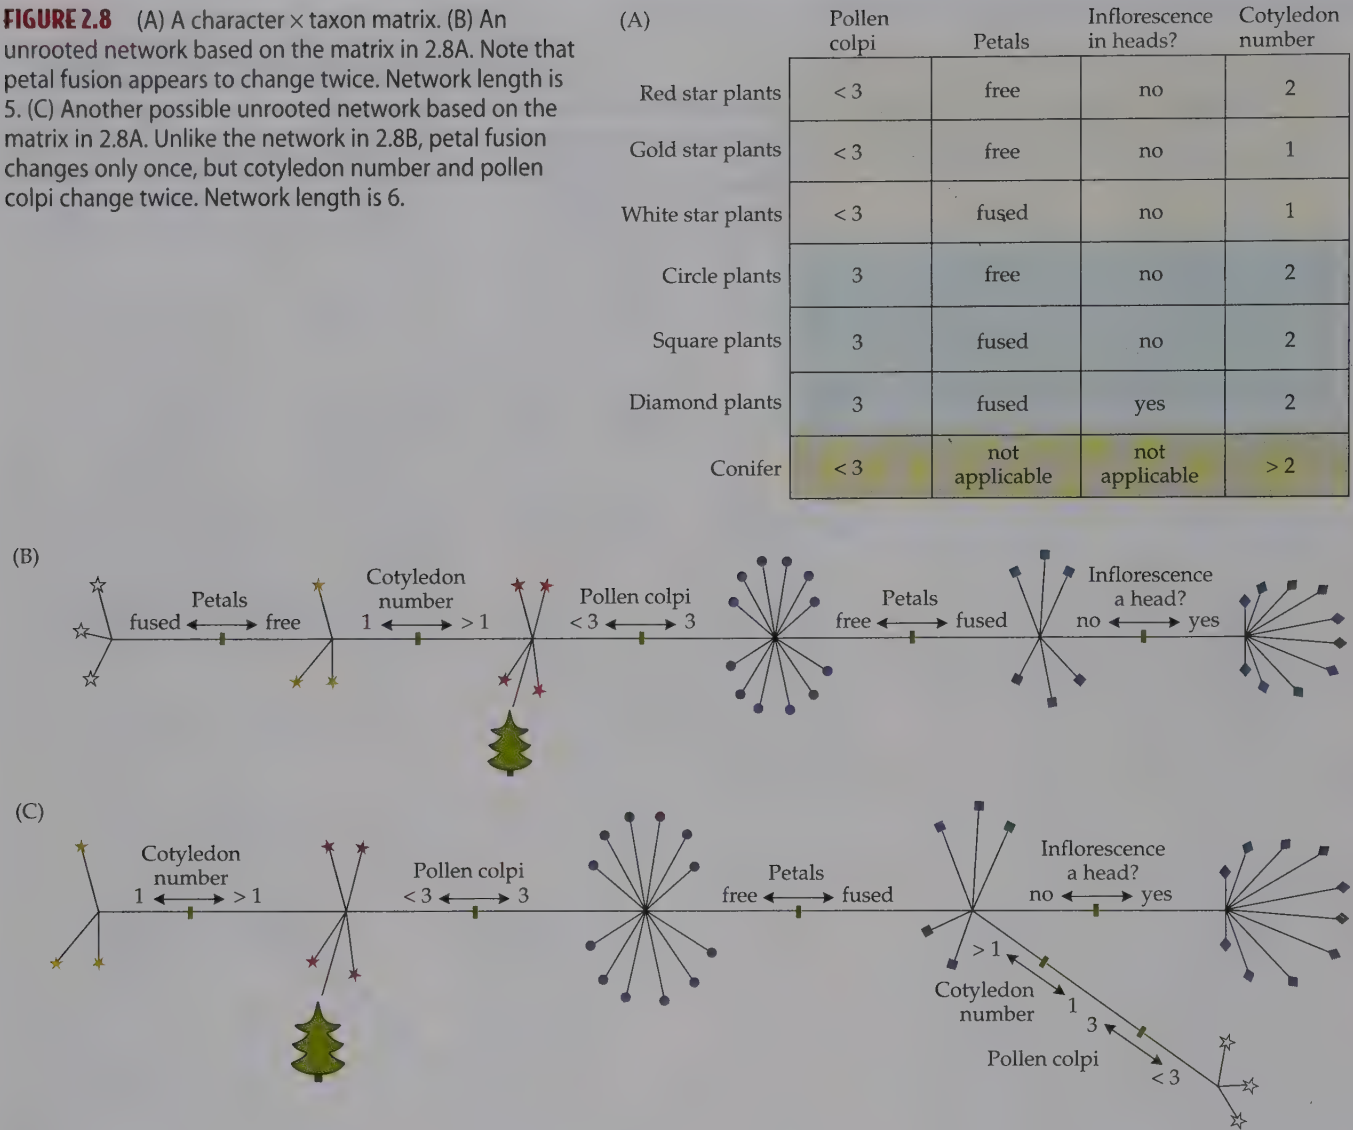 FIGURE 2.8 (A) A character × taxon matrix. (B) An
unrooted network based on the matrix in 2.8A. Note that
petal fusion appears to change twice. Network length is
5. (C) Another possible unrooted network based on the
matrix in 2.8A. Unlike the network in 2.8B, petal fusion
changes only once, but cotyledon number and pollen
colpi change twice. Network length is 6.
(A)
Pollen
colpi
Petals
Inflorescence
in heads?
Cotyledon
number
Red star plants < 3 free no 2
Gold star plants < 3 free no 1
White star plants < 3 fused no 1
Circle plants 3 free no 2
Square plants 3 fused no 2
Diamond plants 3 fused yes 2
Conifer < 3 not applicable not applicable > 2
(B)
Petals
fused free
Cotyledon
number
1 > 1
Pollen colpi
< 3 3
Petals
free fused
Inflorescence
a head?
no yes
(C)
Cotyledon
number
1 > 1
Pollen colpi
< 3 3
Petals
free fused
Inflorescence
a head?
no yes
> 1
Cotyledon
number
1
3
Pollen colpi
< 3